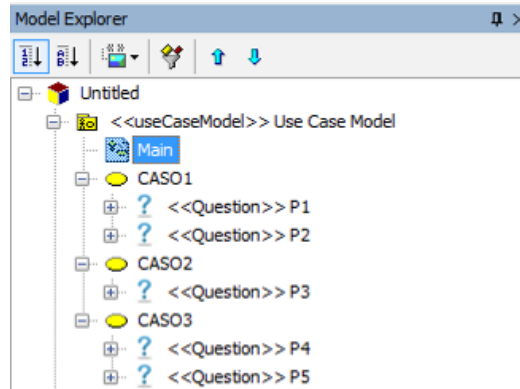 Model Explorer
Untitled
<<useCaseModel>> Use Case Model
Main
CASO1
<<Question>> P1
<<Question>> P2
CASO2
<<Question>> P3
CASO3
<<Question>> P4
<<Question>> P5